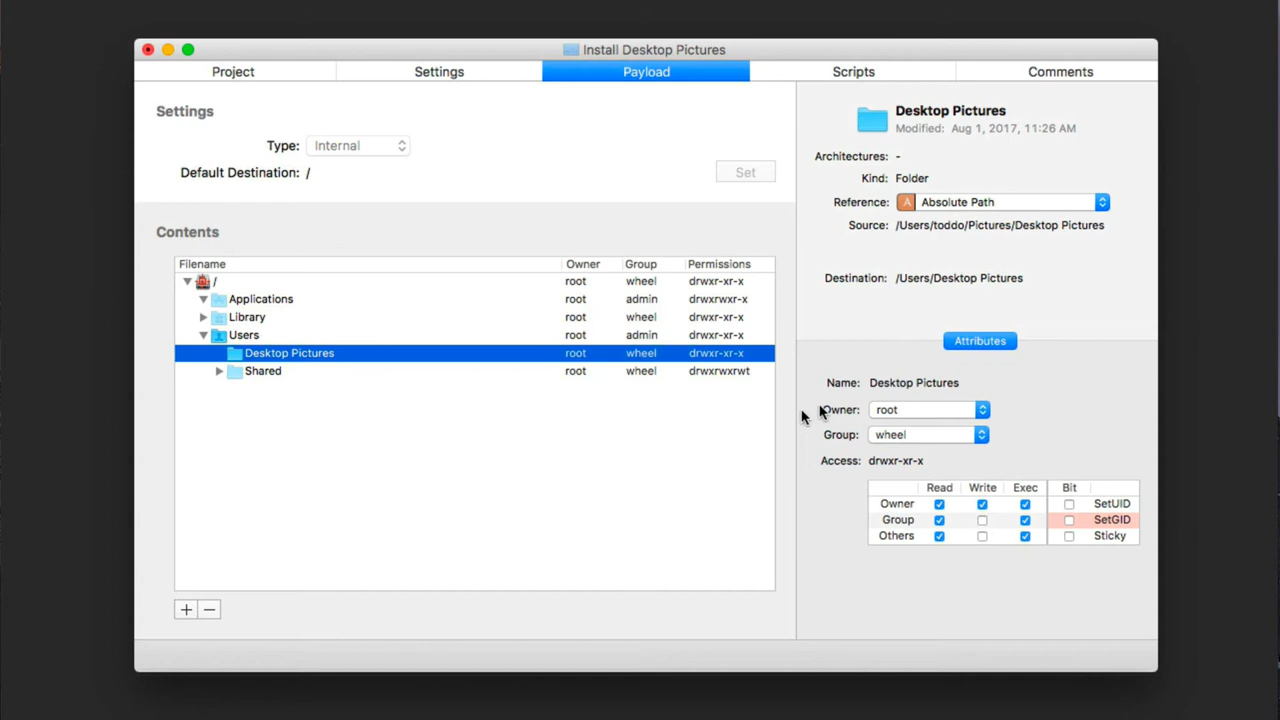 Install Desktop Pictures
Project Settings Payload Scripts Comments
Settings
Type: Internal
Default Destination: /
Set
Contents
Filename Owner Group Permissions
/ root wheel drwxr-xr-x
Applications root admin drwxrwxr-x
Library root wheel drwxr-xr-x
Users root admin drwxr-xr-x
Desktop Pictures root wheel drwxr-xr-x
Shared root wheel drwxrwxrwt
+ −
Desktop Pictures
Modified: Aug 1, 2017, 11:26 AM
Architectures: -
Kind: Folder
Reference: A Absolute Path
Source: /Users/toddo/Pictures/Desktop Pictures
Destination: /Users/Desktop Pictures
Attributes
Name: Desktop Pictures
Owner: root
Group: wheel
Access: drwxr-xr-x
Read Write Exec Bit
Owner SetUID
Group SetGID
Others Sticky